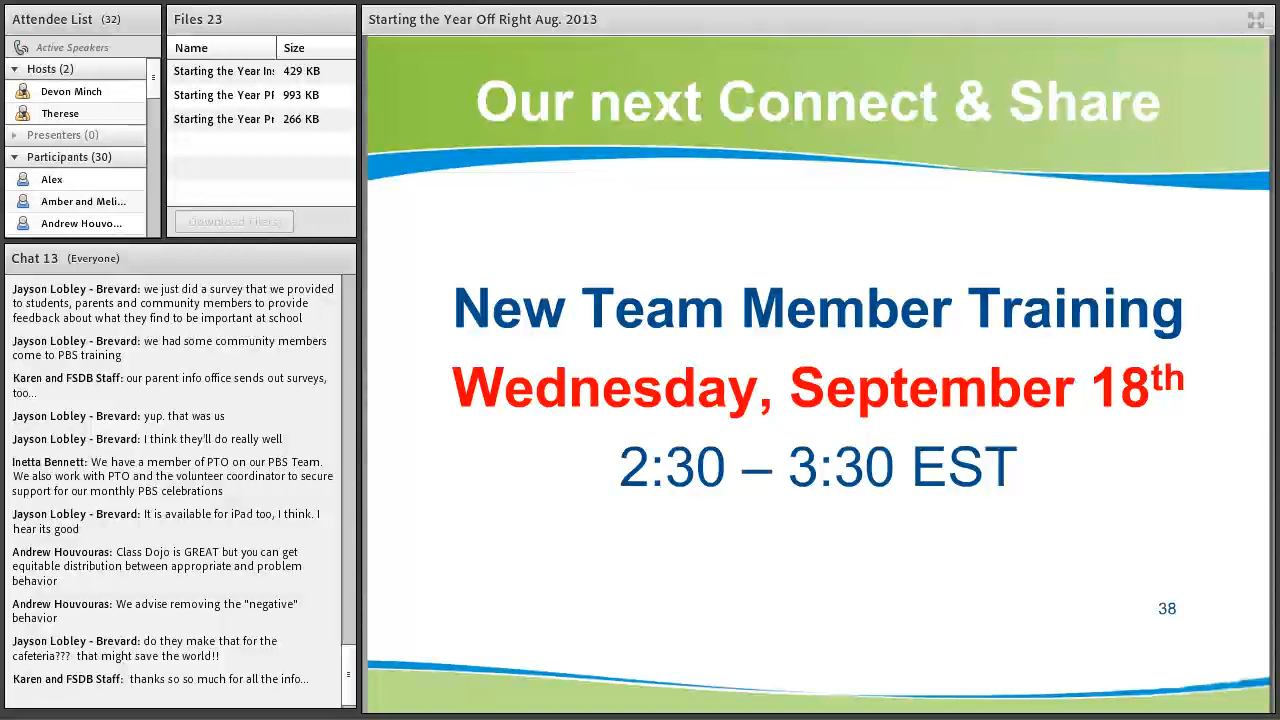 Attendee List (32)
Active Speakers
Hosts (2)
Devon Minch
Therese
Presenters (0)
Participants (30)
Alex
Amber and Meli...
Andrew Houvo...
Files 23
Name Size
Starting the Year In: 429 KB
Starting the Year Pl 993 KB
Starting the Year Pr 266 KB
Download File(s)
Chat 13 (Everyone)
Jayson Lobley - Brevard: we just did a survey that we provided
to students, parents and community members to provide
feedback about what they find to be important at school
Jayson Lobley - Brevard: we had some community members
come to PBS training
Karen and FSDB Staff: our parent info office sends out surveys,
too...
Jayson Lobley - Brevard: yup. that was us
Jayson Lobley - Brevard: I think they'll do really well
Inetta Bennett: We have a member of PTO on our PBS Team.
We also work with PTO and the volunteer coordinator to secure
support for our monthly PBS celebrations
Jayson Lobley - Brevard: It is available for iPad too, I think. I
hear its good
Andrew Houvouras: Class Dojo is GREAT but you can get
equitable distribution between appropriate and problem
behavior
Andrew Houvouras: We advise removing the "negative"
behavior
Jayson Lobley - Brevard: do they make that for the
cafeteria??? that might save the world!!
Karen and FSDB Staff: thanks so so much for all the info...
Starting the Year Off Right Aug. 2013
Our next Connect & Share
New Team Member Training
Wednesday, September 18th
2:30 – 3:30 EST
38